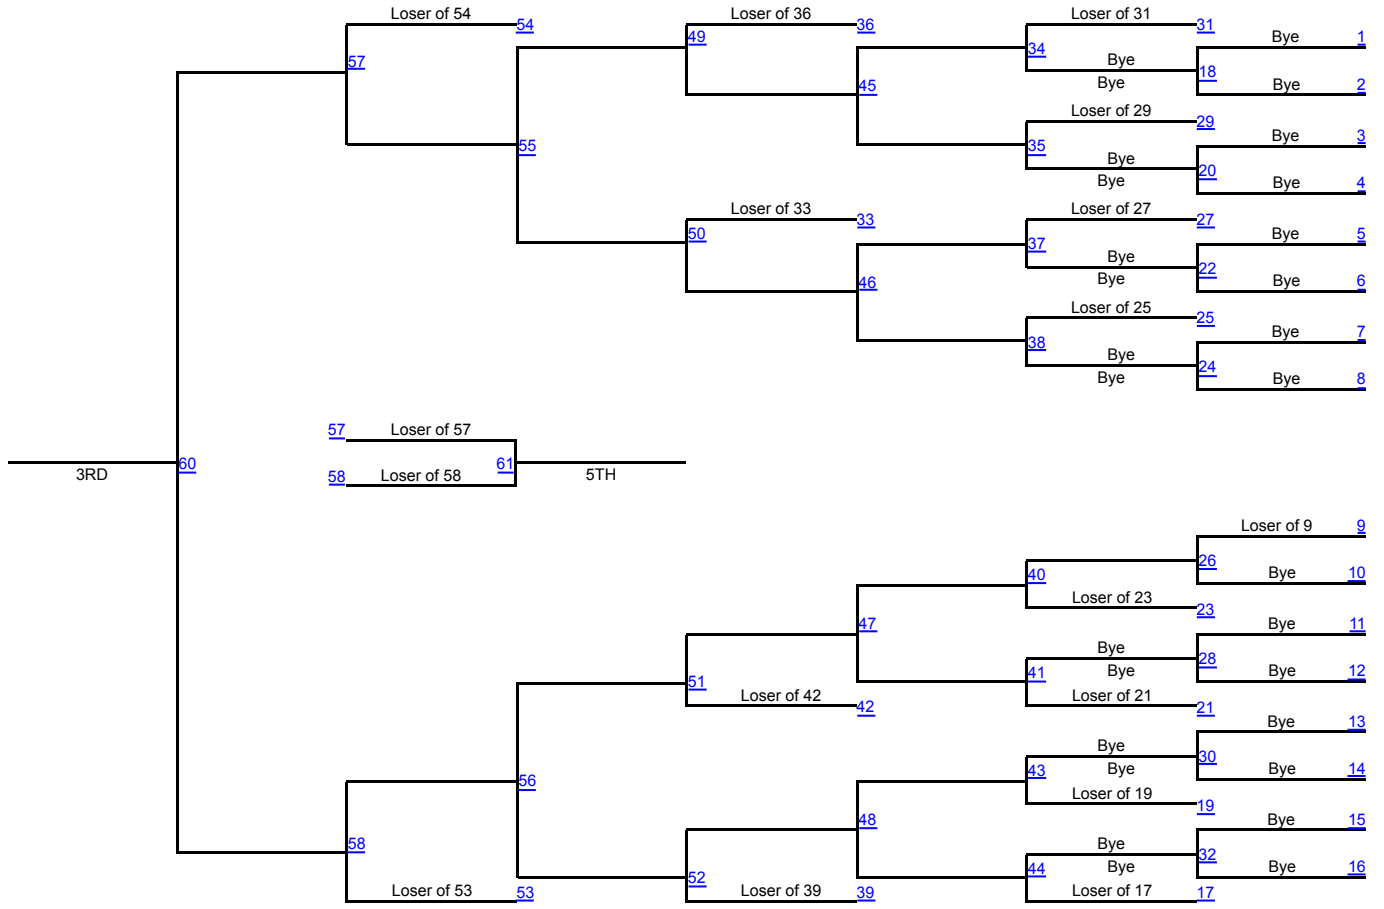 Loser of 54 54 Loser of 36 36 Loser of 31 31
Bye 1
49
34
57
Bye
18
Bye
45
Bye 2
Loser of 29 29
Bye 3
55
35
Bye
20
Bye
Bye 4
Loser of 33 33 Loser of 27 27
50
Bye 5
37
Bye
22
Bye
46
Bye 6
Loser of 25 25
Bye 7
38
Bye
24
Bye
Bye 8
57 Loser of 57
60
61
3RD
58 Loser of 58
5TH
Loser of 9 9
26
40
Bye 10
Loser of 23 23
47
Bye 11
Bye
28
41
Bye
Bye 12
51
Loser of 42 42
Loser of 21 21
Bye 13
Bye
30
43
Bye
Bye 14
56
Loser of 19 19
48
Bye 15
58
Bye
32
44
Bye
Bye 16
52
Loser of 53 53 Loser of 39 39 Loser of 17 17